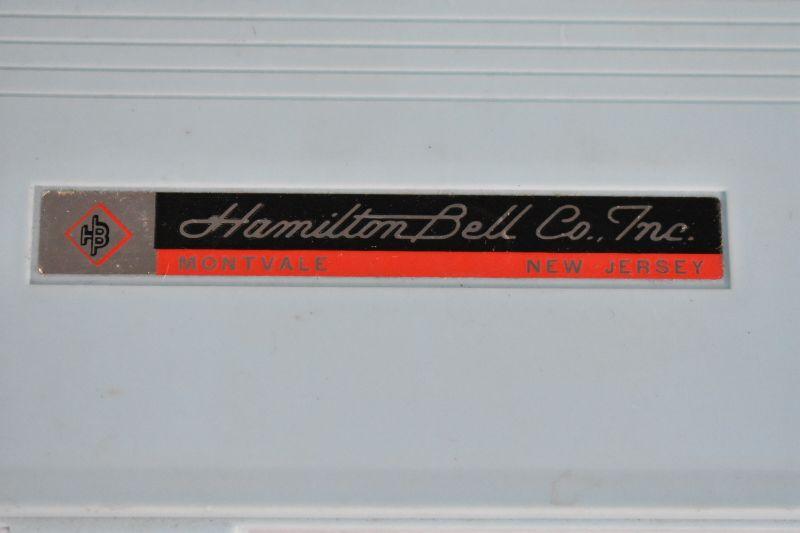 HB
Hamilton Bell Co., Inc.
MONTVALE NEW JERSEY